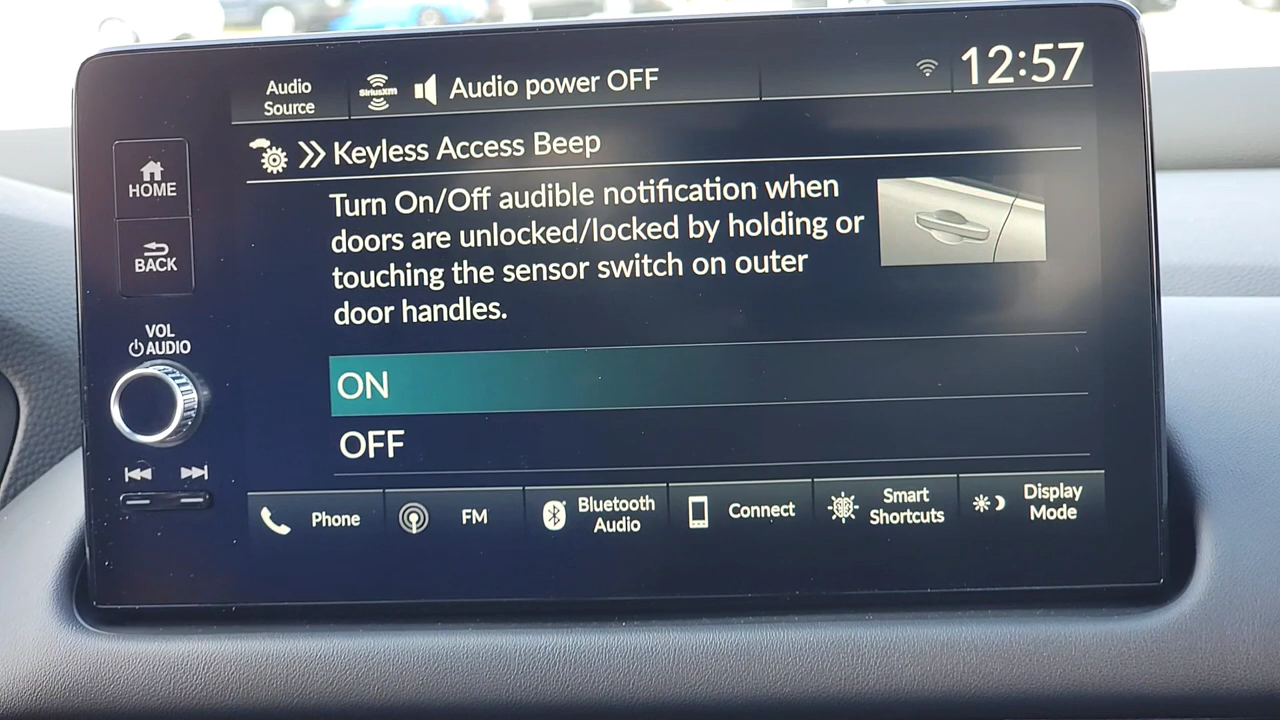 Audio
Source
SiriusXM
Audio power OFF
12:57
Keyless Access Beep
HOME
BACK
VOL
AUDIO
Turn On/Off audible notification when
doors are unlocked/locked by holding or
touching the sensor switch on outer
door handles.
ON
OFF
Phone
FM
Bluetooth
Audio
Connect
Smart
Shortcuts
Display
Mode